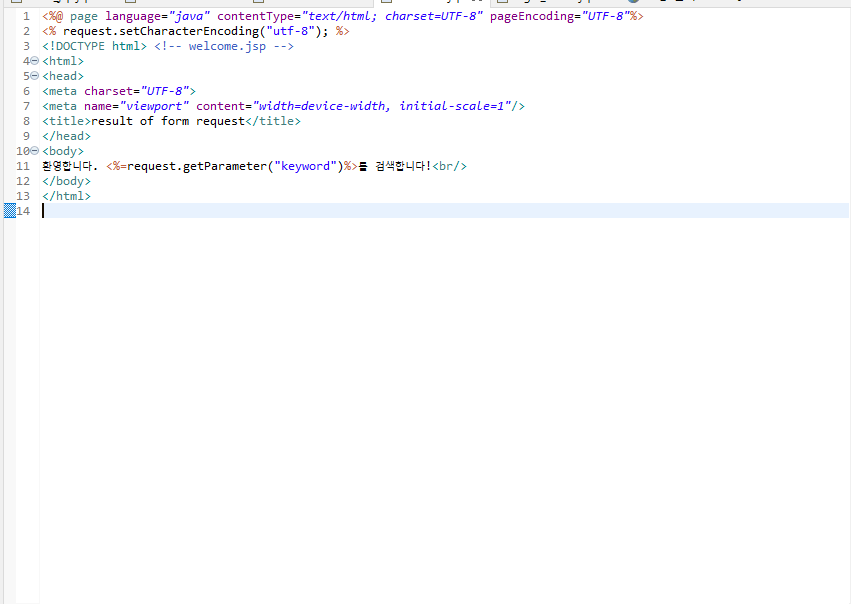 1 <%@ page language="java" contentType="text/html; charset=UTF-8" pageEncoding="UTF-8"%>
2 <% request.setCharacterEncoding("utf-8"); %>
3 <!DOCTYPE html> <!-- welcome.jsp -->
4 <html>
5 <head>
6 <meta charset="UTF-8">
7 <meta name="viewport" content="width=device-width, initial-scale=1"/>
8 <title>result of form request</title>
9 </head>
10 <body>
11 환영합니다. <%=request.getParameter("keyword")%>를 검색합니다!<br/>
12 </body>
13 </html>
14